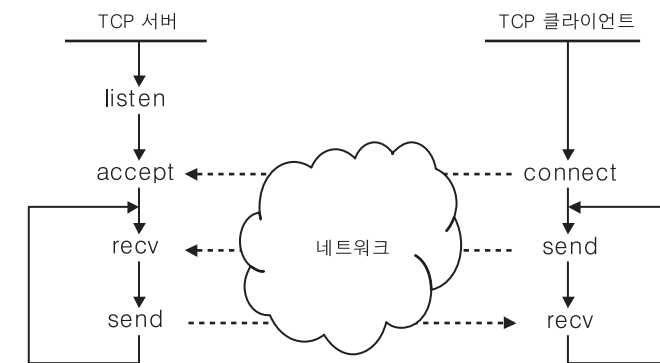 TCP 서버
TCP 클라이언트
listen
accept
connect
recv
네트워크
send
send
recv